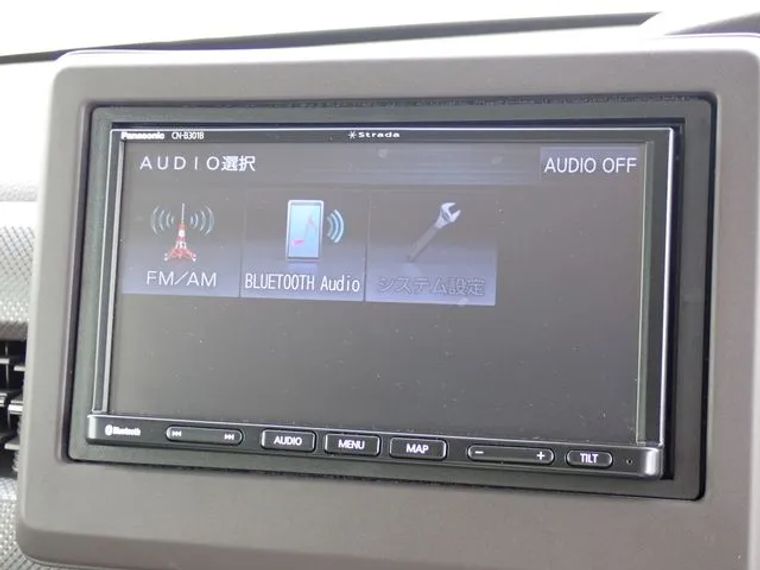 Panasonic CN-B301B Strada
AUDIO選択 AUDIO OFF
FM/AM BLUETOOTH Audio システム設定
Bluetooth AUDIO MENU MAP − + TILT